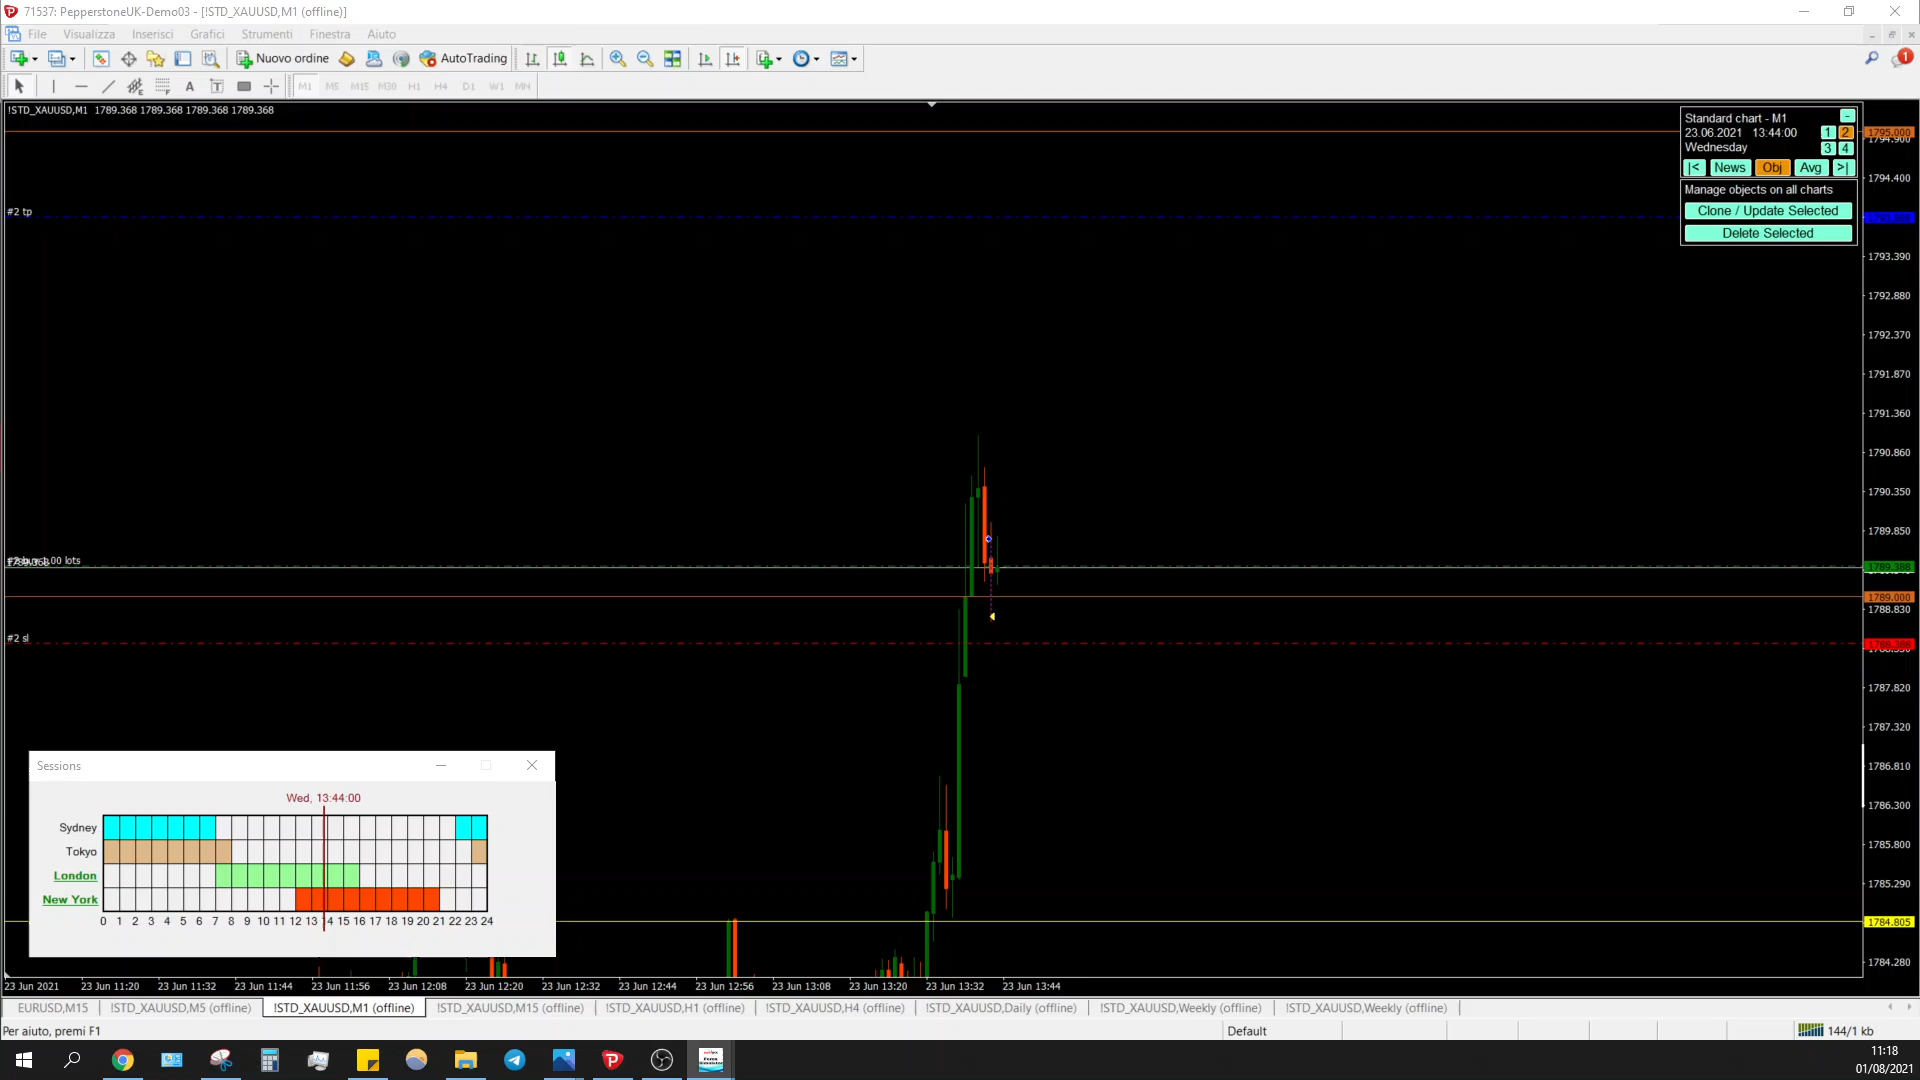 71537: PepperstoneUK-Demo03 - [!STD_XAUUSD,M1 (offline)]
File Visualizza Inserisci Grafici Strumenti Finestra Aiuto
Nuovo ordine AutoTrading 1
A T M1 M5 M15 M30 H1 H4 D1 W1 MN
!STD_XAUUSD,M1 1789.368 1789.368 1789.368 1789.368
Standard chart - M1 -
23.06.2021 13:44:00 1 2
Wednesday 3 4
|< News Obj Avg >|
Manage objects on all charts
Clone / Update Selected
Delete Selected
1795.000
1794.900
1794.400
#2 tp
1793.390
1792.880
1792.370
1791.870
1791.360
1790.860
1790.350
1789.850
1.00 lots
1789.388
1789.000
1788.830
#2 sl
1787.820
1787.320
1786.810
1786.300
1785.800
1785.290
1784.805
1784.280
Sessions
Wed, 13:44:00
Sydney
Tokyo
London
New York
0 1 2 3 4 5 6 7 8 9 10 11 12 13 14 15 16 17 18 19 20 21 22 23 24
23 Jun 2021 23 Jun 11:20 23 Jun 11:32 23 Jun 11:44 23 Jun 11:56 23 Jun 12:08 23 Jun 12:20 23 Jun 12:32 23 Jun 12:44 23 Jun 12:56 23 Jun 13:08 23 Jun 13:20 23 Jun 13:32 23 Jun 13:44
EURUSD,M15 !STD_XAUUSD,M5 (offline) !STD_XAUUSD,M1 (offline) !STD_XAUUSD,M15 (offline) !STD_XAUUSD,H1 (offline) !STD_XAUUSD,H4 (offline) !STD_XAUUSD,Daily (offline) !STD_XAUUSD,Weekly (offline) !STD_XAUUSD,Weekly (offline)
Per aiuto, premi F1 Default 144/1 kb
11:18
01/08/2021